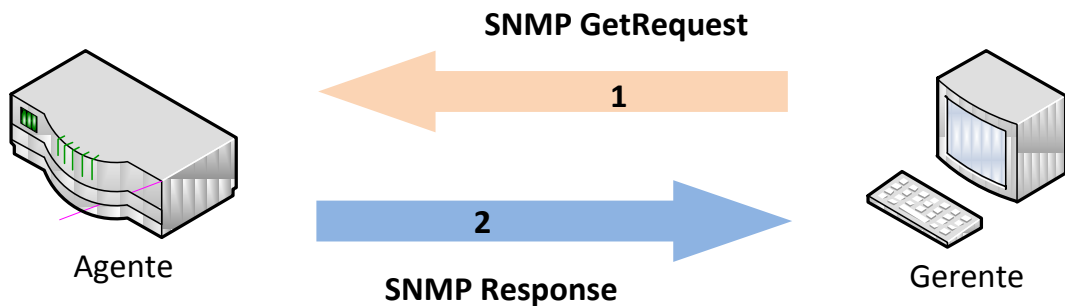 SNMP GetRequest
1
2
Agente
Gerente
SNMP Response